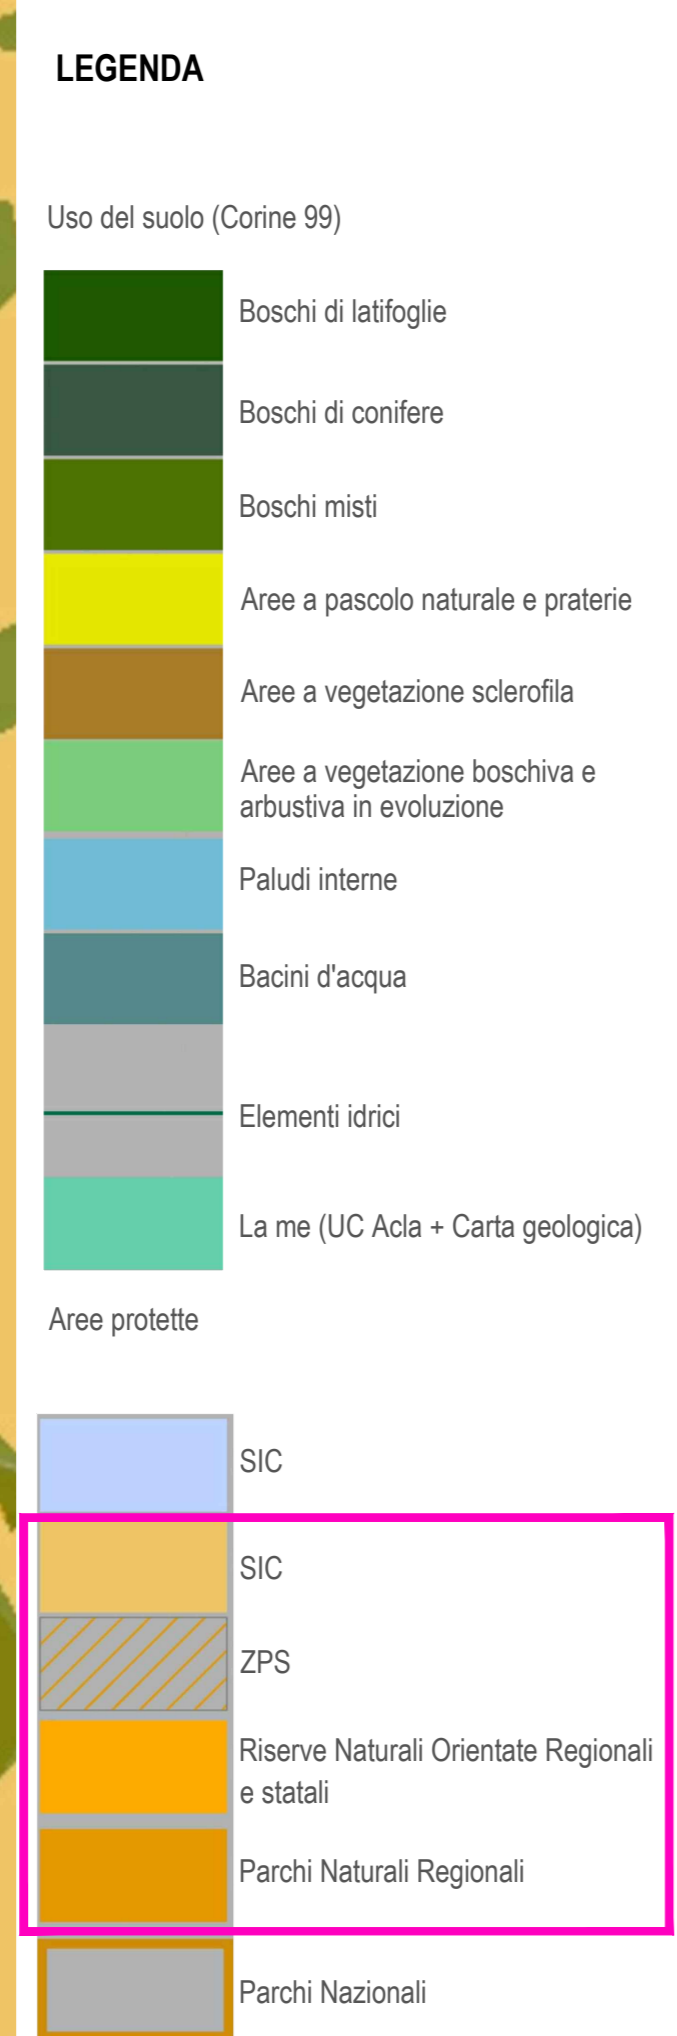 LEGENDA
Uso del suolo (Corine 99)
Boschi di latifoglie
Boschi di conifere
Boschi misti
Aree a pascolo naturale e praterie
Aree a vegetazione sclerofila
Aree a vegetazione boschiva e
arbustiva in evoluzione
Paludi interne
Bacini d'acqua
Elementi idrici
La me (UC Acla + Carta geologica)
Aree protette
SIC
SIC
ZPS
Riserve Naturali Orientate Regionali
e statali
Parchi Naturali Regionali
Parchi Nazionali